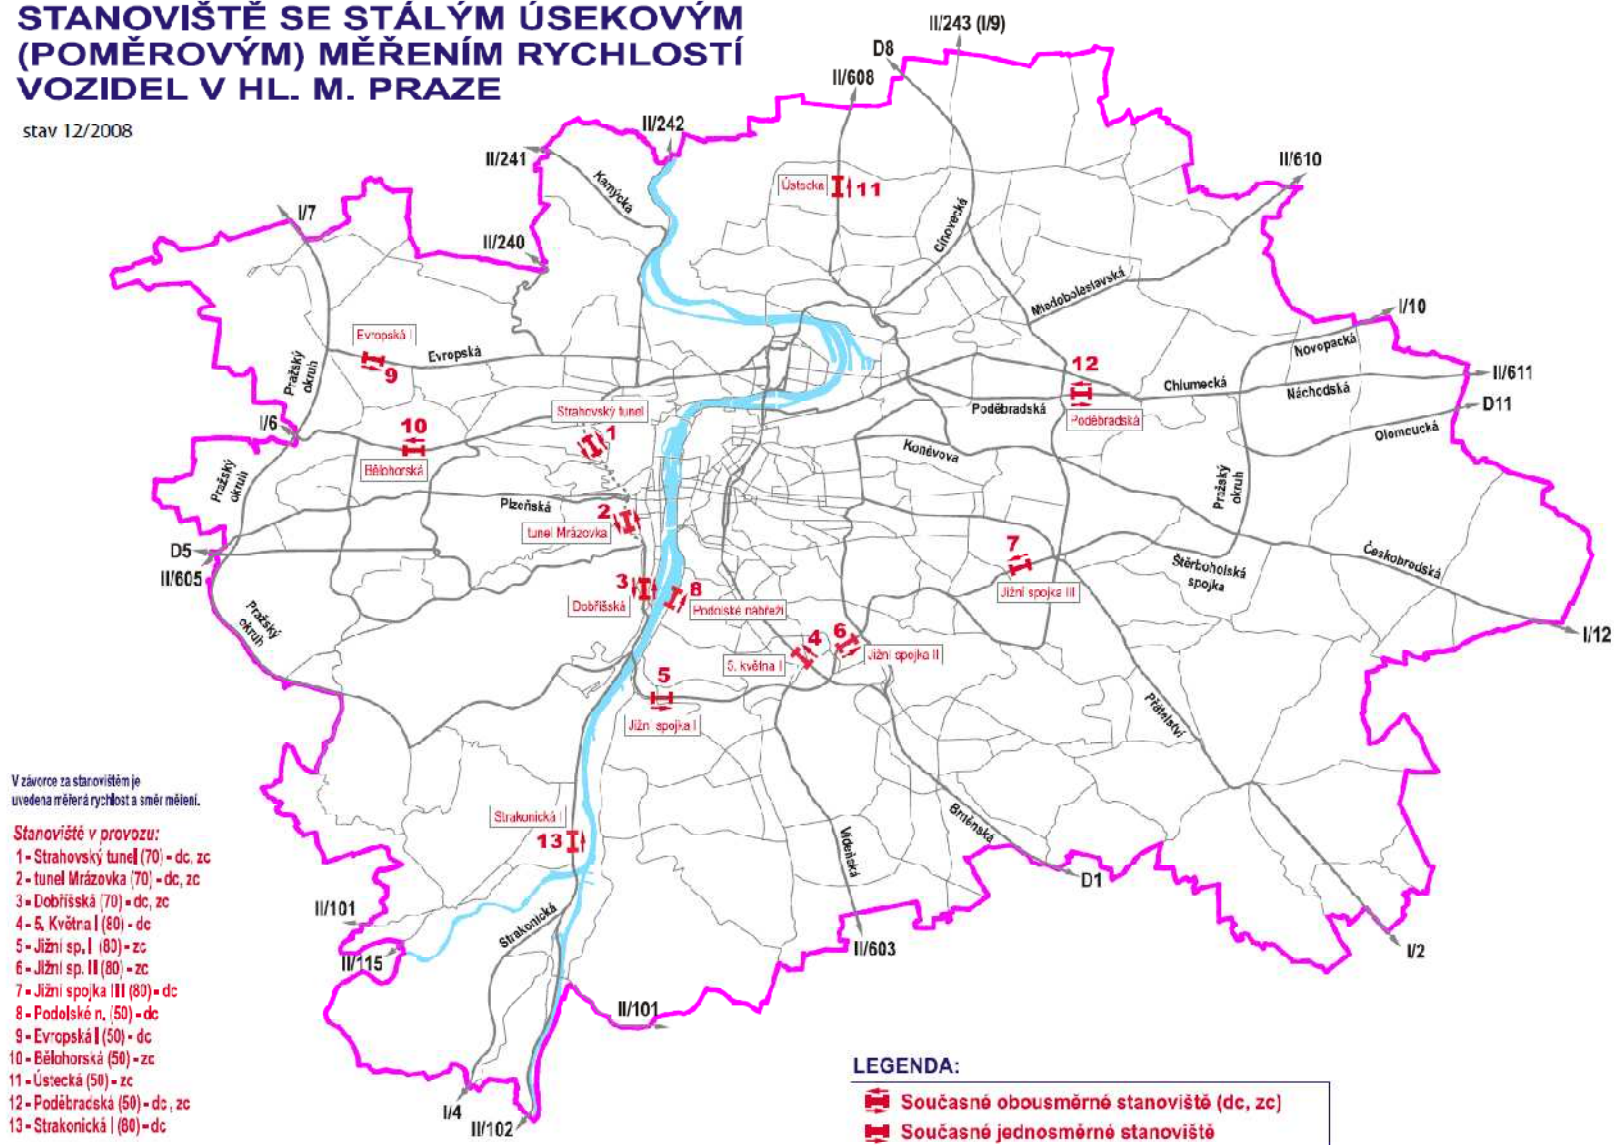 STANOVIŠTĚ SE STÁLÝM ÚSEKOVÝM
(POMĚROVÝM) MĚŘENÍM RYCHLOSTÍ
VOZIDEL V HL. M. PRAZE
stav 12/2008
II/243 (I/9)
D8
II/608
II/242
II/241
II/610
Kamýcka
Ústecka
11
I/7
II/240
Cínovecká
Mladoboleslavská
I/10
Evropská I
Evropská
9
Pražský
okruh
Novopacká
12
Chlumecká
Náchodská
II/611
Poděbradská
Poděbradská
D11
Olomoucká
Strahovský tunel
1
I/6
10
Bělohorská
Koněvova
Pražský
okruh
Pražský
okruh
Plzeňská
2
tunel Mrázovka
D5
II/605
7
Jižní spojka III
Štěrboholská
spojka
Českobrodská
3
Dobříšská
8
Podolské nábřeží
Pražský
okruh
I/12
4
5. května I
6
Jižní spojka II
5
Jižní spojka I
Přátelství
Strakonická I
13
Vídeňská
Brněnská
D1
II/101
Strakonická
II/115
II/603
I/2
II/101
I/4
II/102
V závorce za stanovištěm je
uvedena měřená rychlost a směr měření.
Stanoviště v provozu:
1 - Strahovský tunel (70) - dc, zc
2 - tunel Mrázovka (70) - dc, zc
3 - Dobříšská (70) - dc, zc
4 - 5. Května I (80) - dc
5 - Jižní sp. I (80) - zc
6 - Jižní sp. II (80) - zc
7 - Jižní spojka III (80) - dc
8 - Podolské n. (50) - dc
9 - Evropská I (50) - dc
10 - Bělohorská (50) - zc
11 - Ústecká (50) - zc
12 - Poděbradská (50) - dc, zc
13 - Strakonická I (80) - dc
LEGENDA:
Současné obousměrné stanoviště (dc, zc)
Současné jednosměrné stanoviště